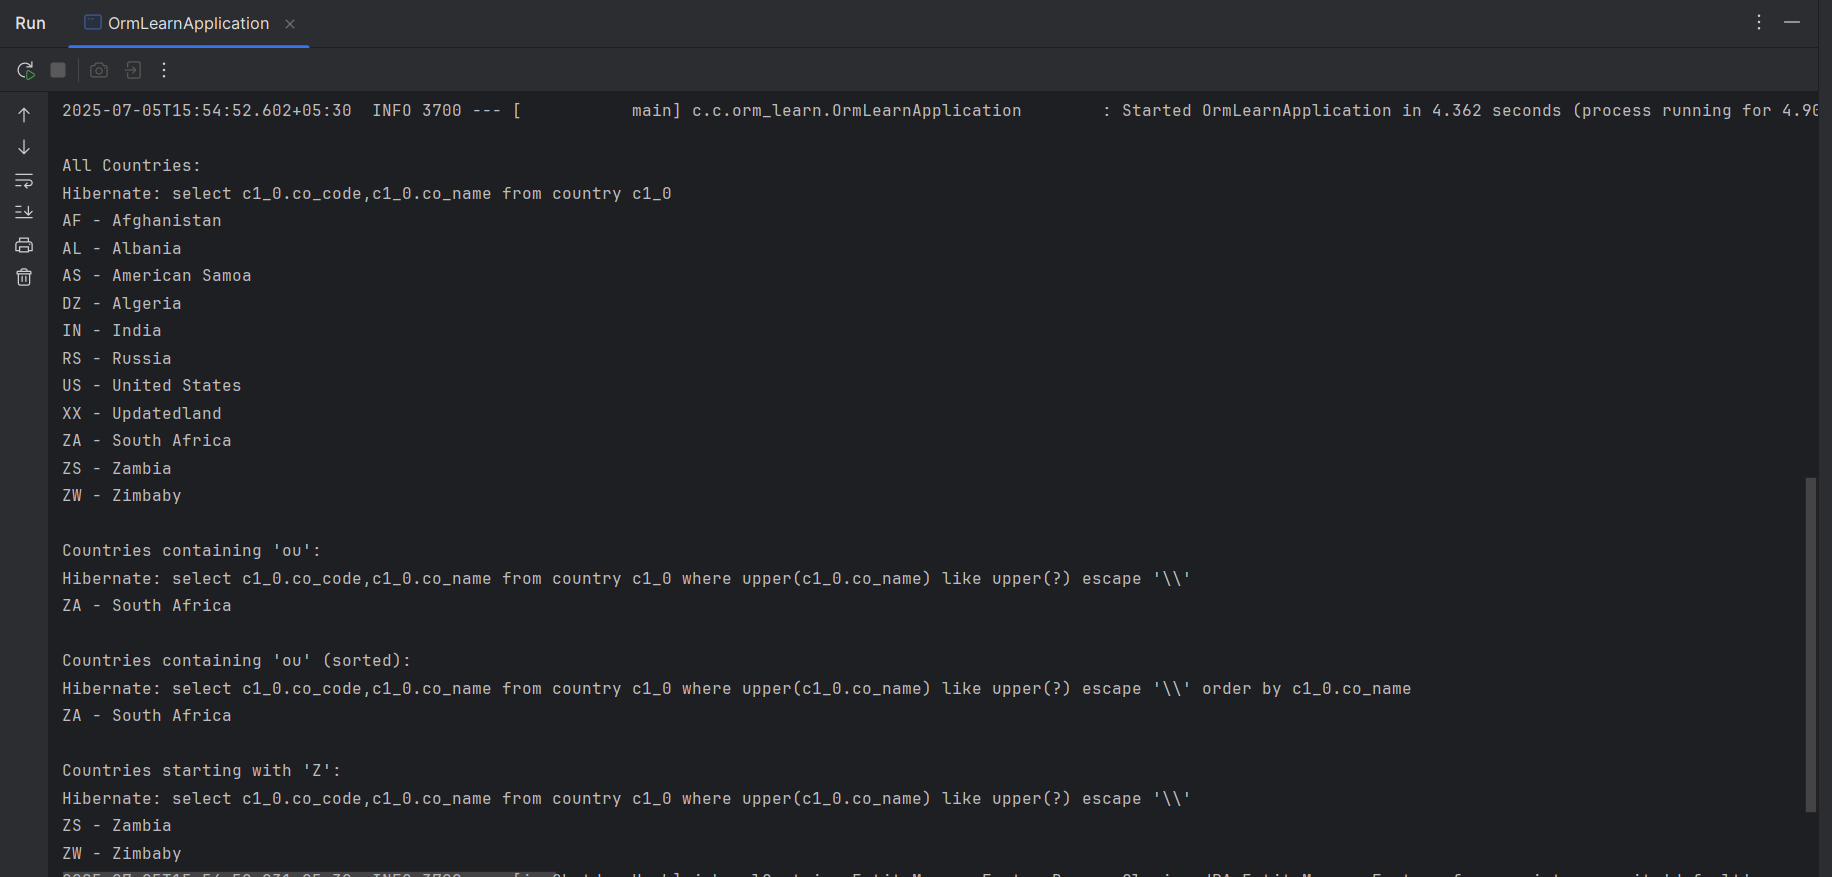 Run OrmLearnApplication
2025-07-05T15:54:52.602+05:30  INFO 3700 --- [           main] c.c.orm_learn.OrmLearnApplication        : Started OrmLearnApplication in 4.362 seconds (process running for 4.90
All Countries:
Hibernate: select c1_0.co_code,c1_0.co_name from country c1_0
AF - Afghanistan
AL - Albania
AS - American Samoa
DZ - Algeria
IN - India
RS - Russia
US - United States
XX - Updatedland
ZA - South Africa
ZS - Zambia
ZW - Zimbaby
Countries containing 'ou':
Hibernate: select c1_0.co_code,c1_0.co_name from country c1_0 where upper(c1_0.co_name) like upper(?) escape '\\'
ZA - South Africa
Countries containing 'ou' (sorted):
Hibernate: select c1_0.co_code,c1_0.co_name from country c1_0 where upper(c1_0.co_name) like upper(?) escape '\\' order by c1_0.co_name
ZA - South Africa
Countries starting with 'Z':
Hibernate: select c1_0.co_code,c1_0.co_name from country c1_0 where upper(c1_0.co_name) like upper(?) escape '\\'
ZS - Zambia
ZW - Zimbaby